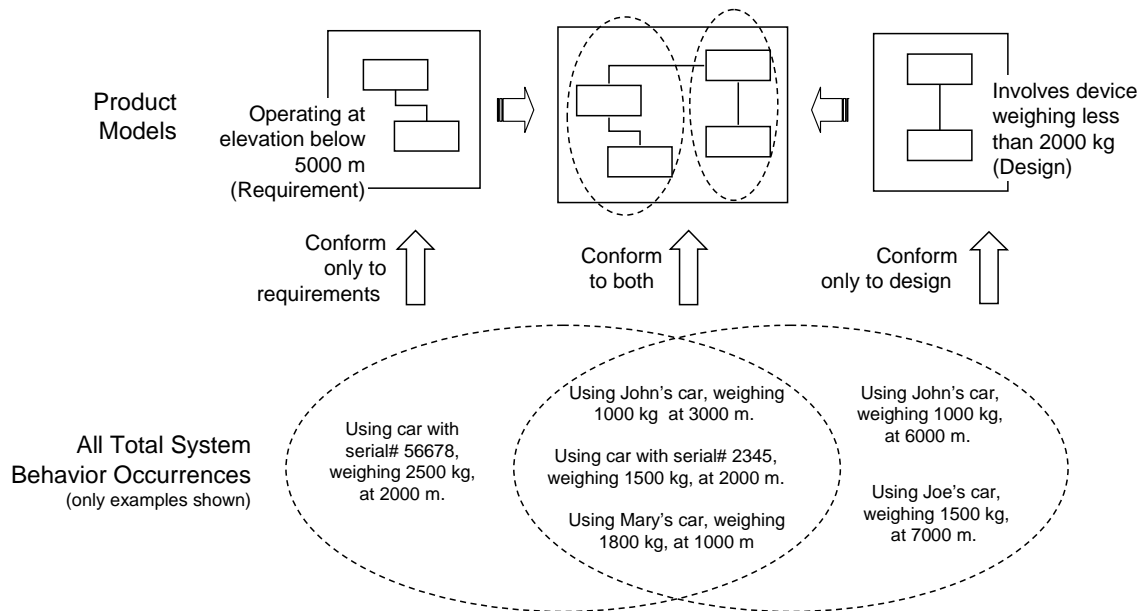 Product
Models
Operating at
elevation below
5000 m
(Requirement)
Involves device
weighing less
than 2000 kg
(Design)
Conform
only to
requirements
Conform
to both
Conform
only to design
All Total System
Behavior Occurrences
(only examples shown)
Using car with
serial# 56678,
weighing 2500 kg,
at 2000 m.
Using John’s car, weighing
1000 kg  at 3000 m.
Using car with serial# 2345,
weighing 1500 kg, at 2000 m.
Using Mary’s car, weighing
1800 kg, at 1000 m
Using John’s car,
weighing 1000 kg,
at 6000 m.
Using Joe’s car,
weighing 1500 kg,
at 7000 m.